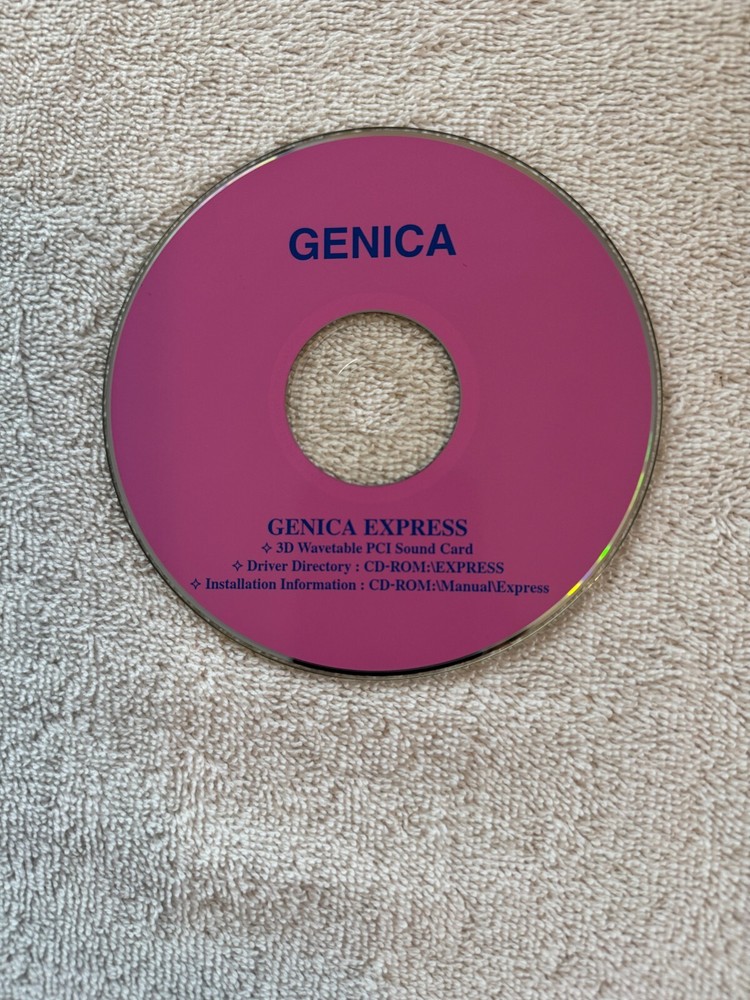 GENICA
GENICA EXPRESS
✧ 3D Wavetable PCI Sound Card
✧ Driver Directory : CD-ROM:\EXPRESS
✧ Installation Information : CD-ROM:\Manual\Express